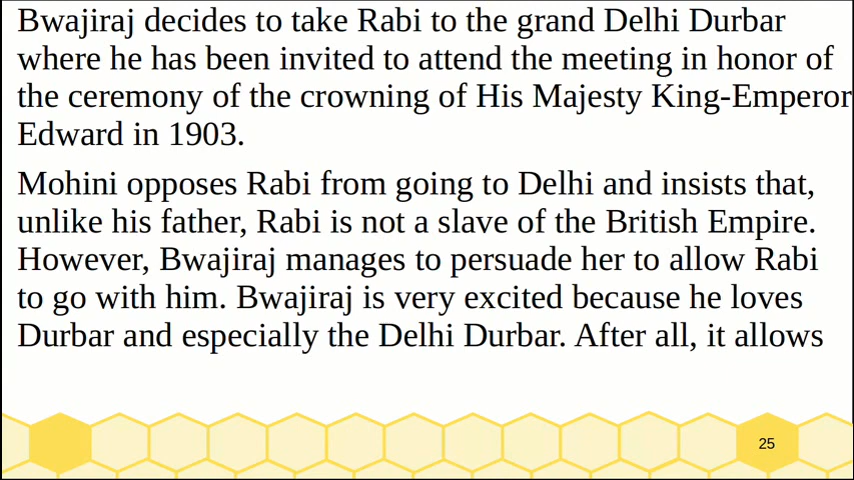 Bwajiraj decides to take Rabi to the grand Delhi Durbar
where he has been invited to attend the meeting in honor of
the ceremony of the crowning of His Majesty King-Emperor
Edward in 1903.
Mohini opposes Rabi from going to Delhi and insists that,
unlike his father, Rabi is not a slave of the British Empire.
However, Bwajiraj manages to persuade her to allow Rabi
to go with him. Bwajiraj is very excited because he loves
Durbar and especially the Delhi Durbar. After all, it allows
25